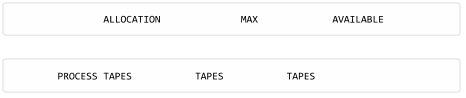 ALLOCATION MAX AVAILABLE
PROCESS TAPES TAPES TAPES